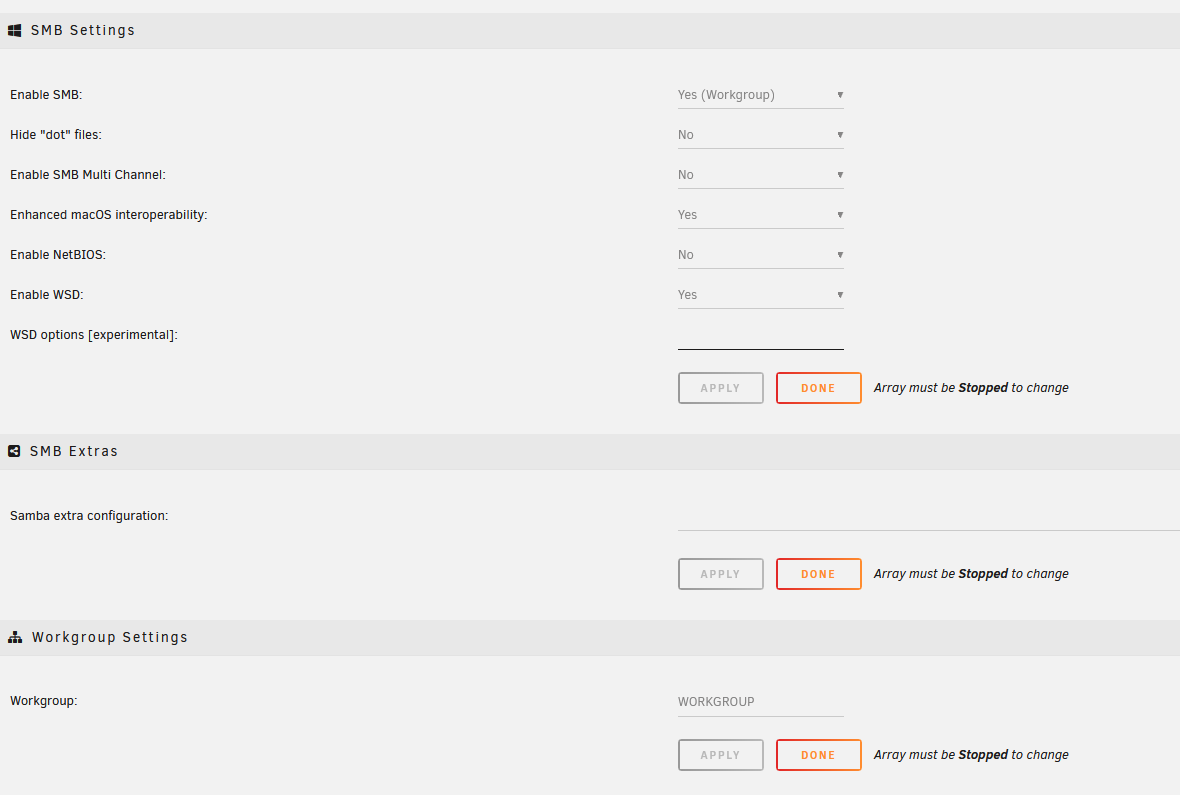 SMB Settings
Enable SMB: Yes (Workgroup)
Hide "dot" files: No
Enable SMB Multi Channel: No
Enhanced macOS interoperability: Yes
Enable NetBIOS: No
Enable WSD: Yes
WSD options [experimental]:
APPLY DONE Array must be Stopped to change
SMB Extras
Samba extra configuration:
APPLY DONE Array must be Stopped to change
Workgroup Settings
Workgroup: WORKGROUP
APPLY DONE Array must be Stopped to change